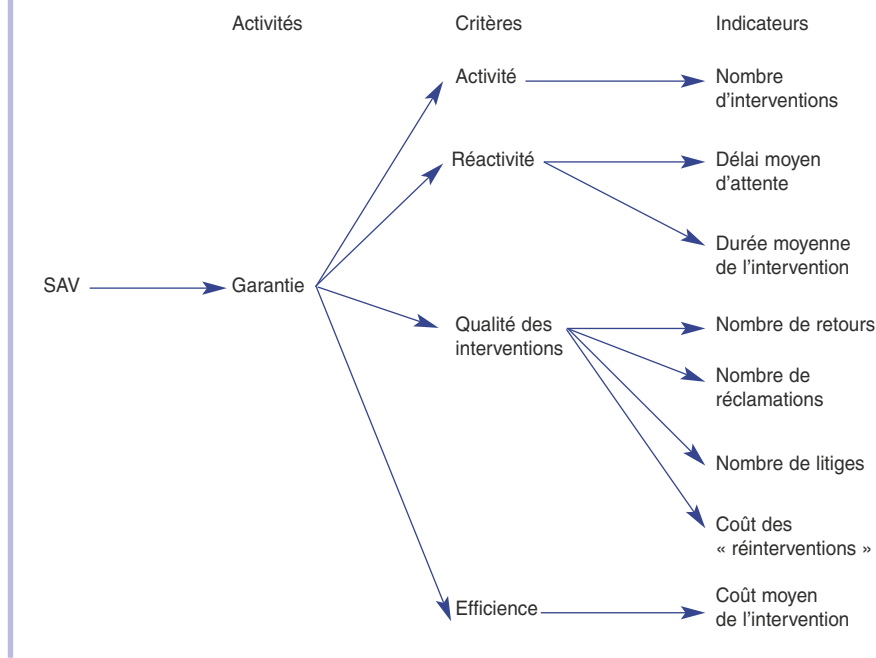 Activités
Critères
Indicateurs
Activité
Nombre
d'interventions
Réactivité
Délai moyen
d'attente
Durée moyenne
de l'intervention
SAV
Garantie
Qualité des
interventions
Nombre de retours
Nombre de
réclamations
Nombre de litiges
Coût des
« réinterventions »
Efficience
Coût moyen
de l'intervention